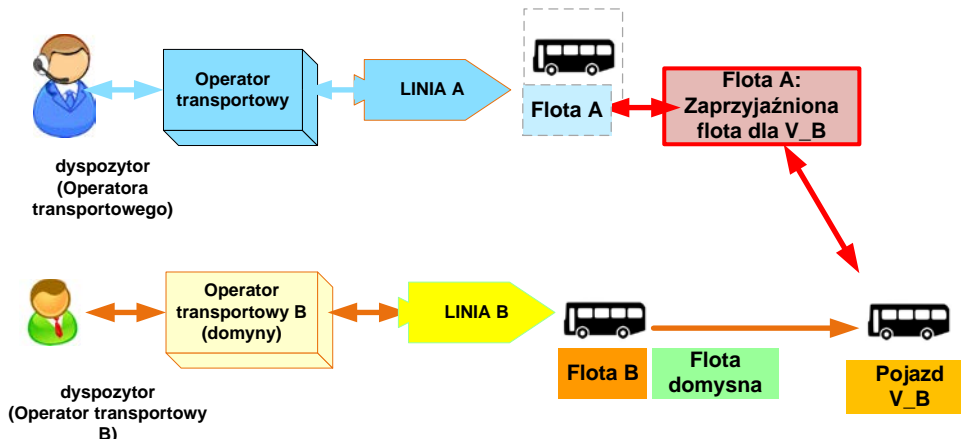 Operator
transportowy
LINIA A
Flota A
Flota A:
Zaprzyjaźniona
flota dla V_B
dyspozytor
(Operatora
transportowego)
Operator
transportowy B
(domyny)
LINIA B
Flota B
Flota
domysna
Pojazd
V_B
dyspozytor
(Operator transportowy
B)